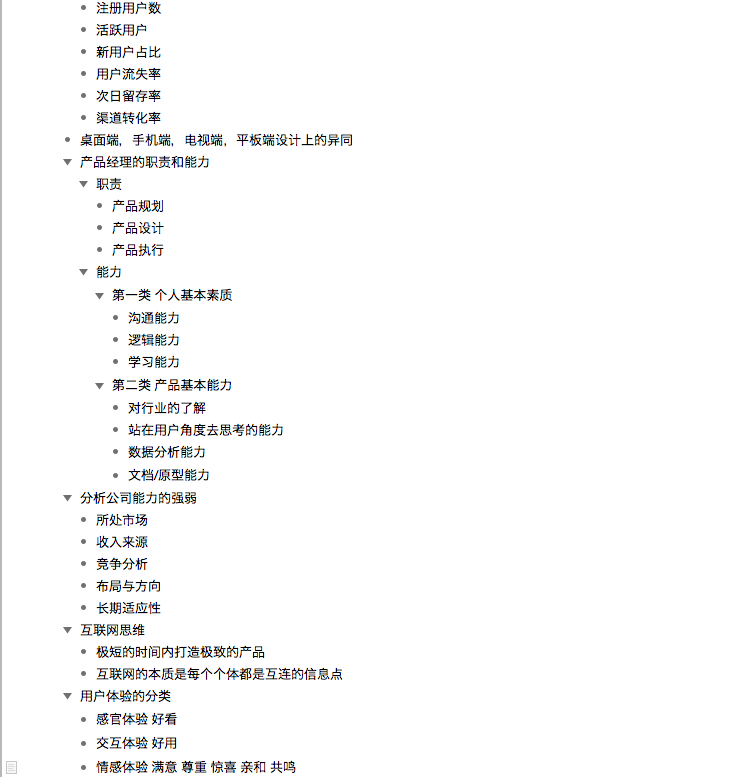 注册用户数
活跃用户
新用户占比
用户流失率
次日留存率
渠道转化率
桌面端，手机端，电视端，平板端设计上的异同
产品经理的职责和能力
职责
产品规划
产品设计
产品执行
能力
第一类 个人基本素质
沟通能力
逻辑能力
学习能力
第二类 产品基本能力
对行业的了解
站在用户角度去思考的能力
数据分析能力
文档/原型能力
分析公司能力的强弱
所处市场
收入来源
竞争分析
布局与方向
长期适应性
互联网思维
极短的时间内打造极致的产品
互联网的本质是每个个体都是互连的信息点
用户体验的分类
感官体验 好看
交互体验 好用
情感体验 满意 尊重 惊喜 亲和 共鸣